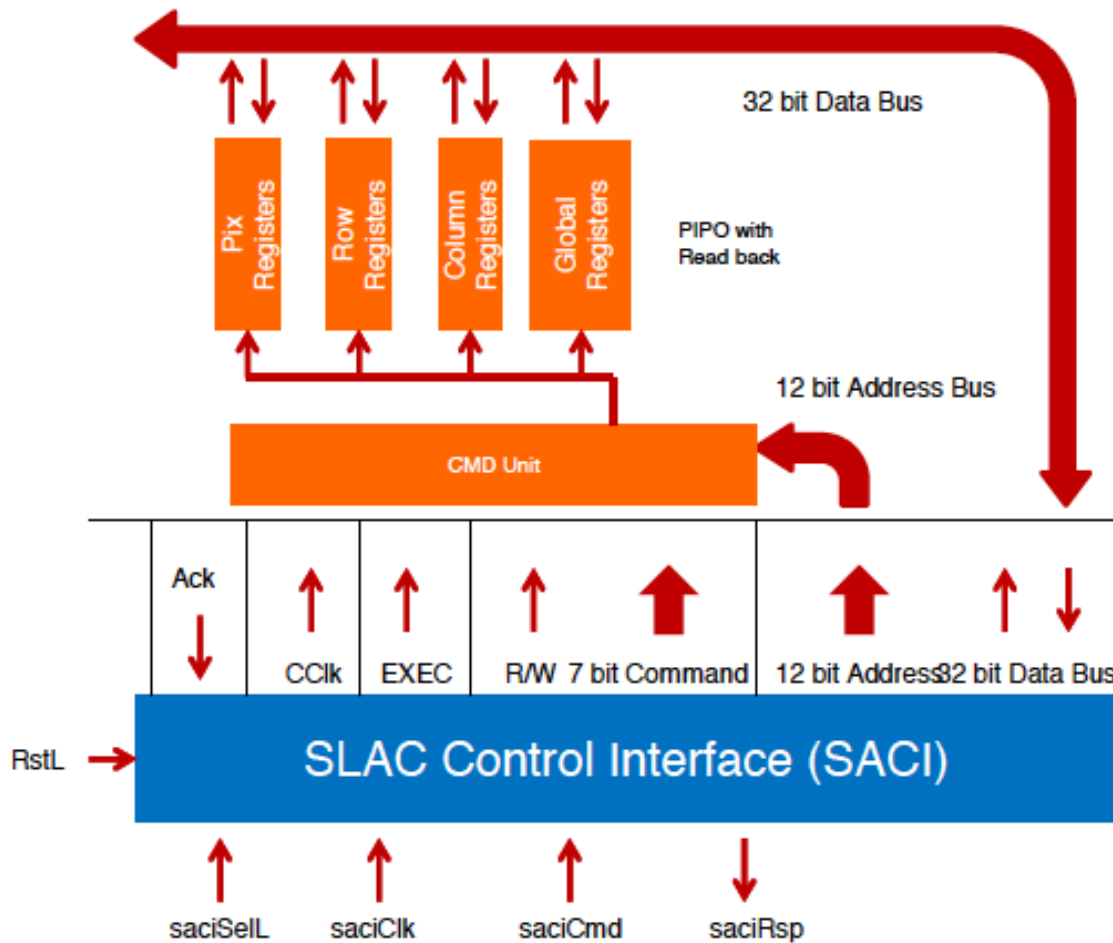 32 bit Data Bus
Pix
Registers
Row
Registers
Column
Registers
Global
Registers
PIPO with
Read back
12 bit Address Bus
CMD Unit
Ack
CClk
EXEC
R/W
7 bit Command
12 bit Address
32 bit Data Bus
RstL
SLAC Control Interface (SACI)
saciSelL
saciClk
saciCmd
saciRsp